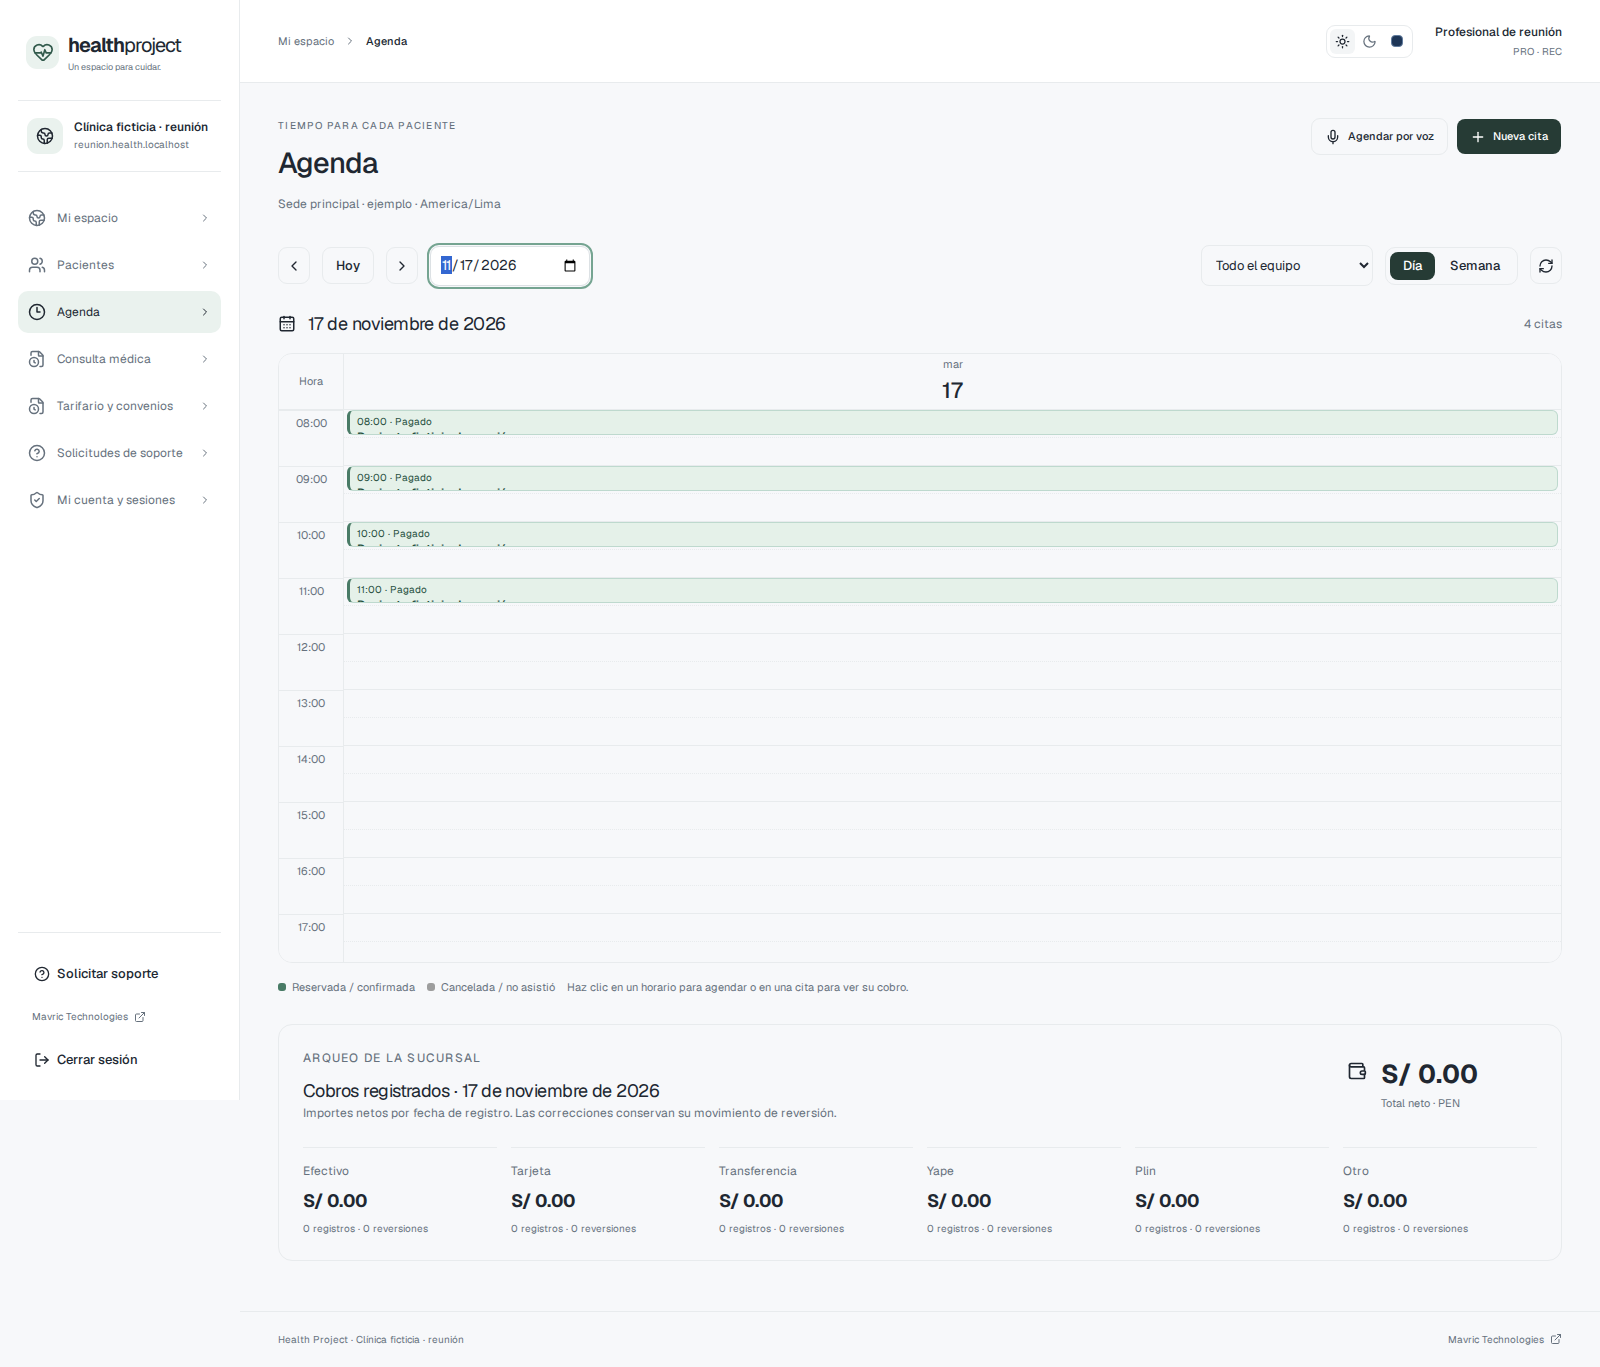 healthproject
Un espacio para cuidar.
Clínica ficticia · reunión
reunion.health.localhost
Mi espacio
Pacientes
Agenda
Consulta médica
Tarifario y convenios
Solicitudes de soporte
Mi cuenta y sesiones
Solicitar soporte
Mavric Technologies
Cerrar sesión
Mi espacio > Agenda
Profesional de reunión
PRO · REC
TIEMPO PARA CADA PACIENTE
Agenda
Sede principal · ejemplo · America/Lima
Agendar por voz
Nueva cita
Hoy
11/17/2026
Todo el equipo
Día
Semana
17 de noviembre de 2026
4 citas
Hora
mar
17
08:00
08:00 · Pagado
09:00
09:00 · Pagado
10:00
10:00 · Pagado
11:00
11:00 · Pagado
12:00
13:00
14:00
15:00
16:00
17:00
Reservada / confirmada
Cancelada / no asistió
Haz clic en un horario para agendar o en una cita para ver su cobro.
ARQUEO DE LA SUCURSAL
Cobros registrados · 17 de noviembre de 2026
Importes netos por fecha de registro. Las correcciones conservan su movimiento de reversión.
S/ 0.00
Total neto · PEN
Efectivo
S/ 0.00
0 registros · 0 reversiones
Tarjeta
S/ 0.00
0 registros · 0 reversiones
Transferencia
S/ 0.00
0 registros · 0 reversiones
Yape
S/ 0.00
0 registros · 0 reversiones
Plin
S/ 0.00
0 registros · 0 reversiones
Otro
S/ 0.00
0 registros · 0 reversiones
Health Project · Clínica ficticia · reunión
Mavric Technologies